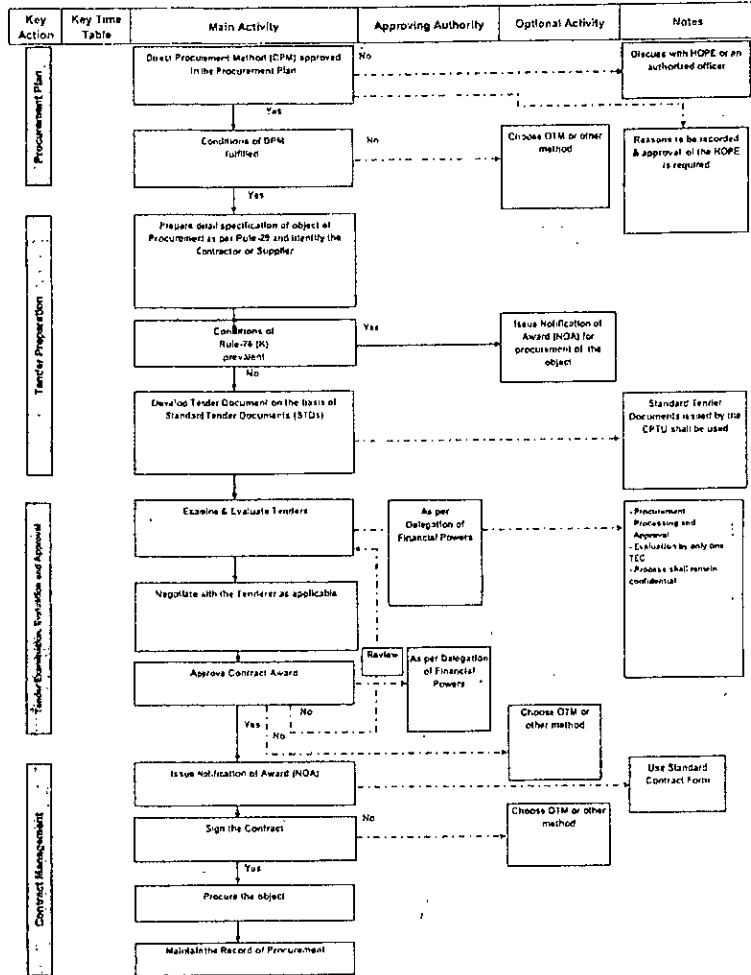 Key Action
Key Time Table
Main Activity
Approving Authority
Optional Activity
Notes
Procurement Plan
Direct Procurement Method (DPM) approved
in the Procurement Plan
No
Discuss with HOPE or an
authorized officer
Yes
Conditions of DPM
fulfilled
No
Choose OTM or other
method
Reasons to be recorded
& approval of the HOPE
is required
Yes
Tender Preparation
Prepare detail specification of object of
Procurement as per Rule-29 and identify the
Contractor or Supplier
Conditions of
Rule-76 (K)
prevalent
Yes
Issue Notification of
Award (NOA) for
procurement of the
object
No
Develop Tender Document on the basis of
Standard Tender Documents (STDs)
Standard Tender
Documents issued by the
CPTU shall be used
Tender Examination, Evaluation and Approval
Examine & Evaluate Tenders
As per
Delegation of
Financial Powers
- Procurement
Processing and
Approval
- Evaluation by only one
TEC
- Process shall remain
confidential
Negotiate with the Tenderer as applicable
Review
Approve Contract Award
As per Delegation
of Financial
Powers
Yes
No
No
Choose OTM or
other method
Contract Management
Issue Notification of Award (NOA)
Use Standard
Contract Form
Sign the Contract
No
Choose OTM or other
method
Yes
Procure the object
Maintain the Record of Procurement